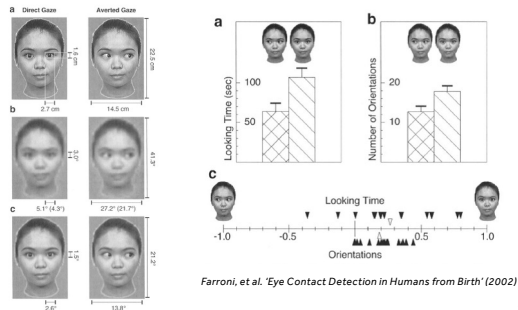 a
Direct Gaze
Averted Gaze
1.6 cm
22.5 cm
2.7 cm
14.5 cm
b
3.0°
41.3°
5.1° (4.3°)
27.2° (21.7°)
c
1.5°
21.2°
2.6°
13.8°
a
Looking Time (sec)
100
50
b
Number of Orientations
20
10
c
Looking Time
-1.0
-0.5
0.5
1.0
Orientations
Farroni, et al. 'Eye Contact Detection in Humans from Birth' (2002)